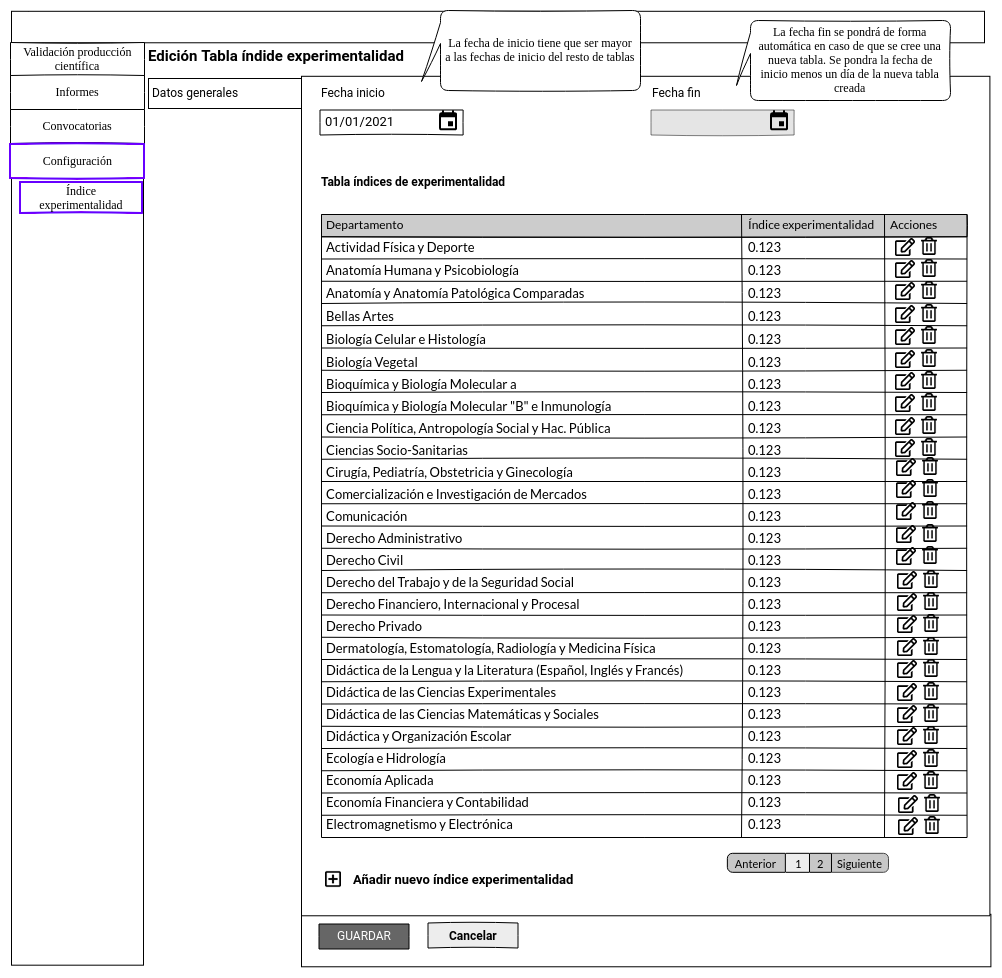 Validación producción
científica
Informes
Convocatorias
Configuración
Índice
experimentalidad
Edición Tabla índide experimentalidad
La fecha de inicio tiene que ser mayor
a las fechas de inicio del resto de tablas
La fecha fin se pondrá de forma
automática en caso de que se cree una
nueva tabla. Se pondra la fecha de
inicio menos un día de la nueva tabla
creada
Datos generales
Fecha inicio
Fecha fin
01/01/2021
Tabla índices de experimentalidad
Departamento Índice experimentalidad Acciones
Actividad Física y Deporte 0.123
Anatomía Humana y Psicobiología 0.123
Anatomía y Anatomía Patológica Comparadas 0.123
Bellas Artes 0.123
Biología Celular e Histología 0.123
Biología Vegetal 0.123
Bioquímica y Biología Molecular a 0.123
Bioquímica y Biología Molecular "B" e Inmunología 0.123
Ciencia Política, Antropología Social y Hac. Pública 0.123
Ciencias Socio-Sanitarias 0.123
Cirugía, Pediatría, Obstetricia y Ginecología 0.123
Comercialización e Investigación de Mercados 0.123
Comunicación 0.123
Derecho Administrativo 0.123
Derecho Civil 0.123
Derecho del Trabajo y de la Seguridad Social 0.123
Derecho Financiero, Internacional y Procesal 0.123
Derecho Privado 0.123
Dermatología, Estomatología, Radiología y Medicina Física 0.123
Didáctica de la Lengua y la Literatura (Español, Inglés y Francés) 0.123
Didáctica de las Ciencias Experimentales 0.123
Didáctica de las Ciencias Matemáticas y Sociales 0.123
Didáctica y Organización Escolar 0.123
Ecología e Hidrología 0.123
Economía Aplicada 0.123
Economía Financiera y Contabilidad 0.123
Electromagnetismo y Electrónica 0.123
Anterior 1 2 Siguiente
Añadir nuevo índice experimentalidad
GUARDAR Cancelar